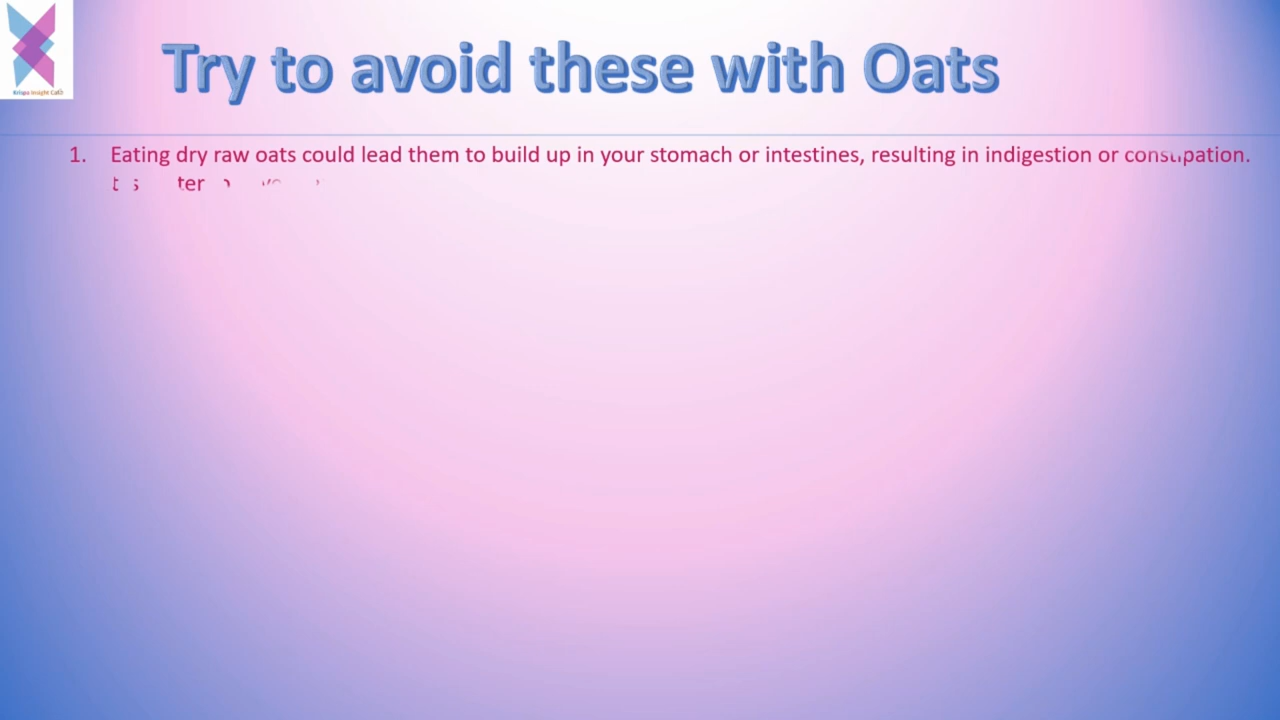 Try to avoid these with Oats
1. Eating dry raw oats could lead them to build up in your stomach or intestines, resulting in indigestion or constipation.